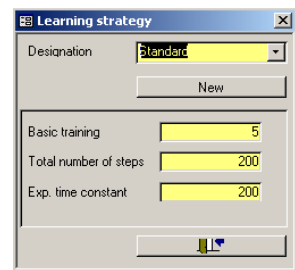 Learning strategy
Designation Standard
New
Basic training 5
Total number of steps 200
Exp. time constant 200